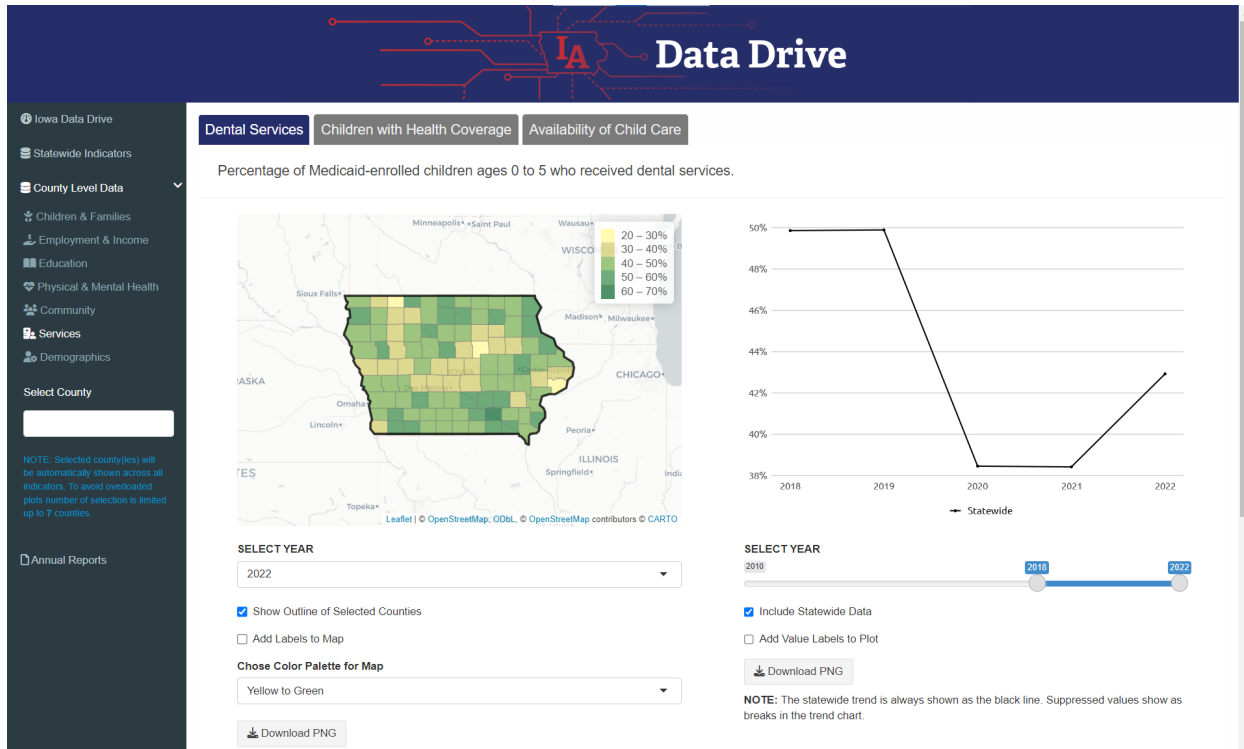 IA
Data Drive
Iowa Data Drive
Statewide Indicators
County Level Data
Children & Families
Employment & Income
Education
Physical & Mental Health
Community
Services
Demographics
Select County
NOTE: Selected county(ies) will
be automatically shown across all
indicators. To avoid overloaded
plots number of selection is limited
up to 7 counties.
Annual Reports
Dental Services
Children with Health Coverage
Availability of Child Care
Percentage of Medicaid-enrolled children ages 0 to 5 who received dental services.
Minneapolis
Saint Paul
Wausau
WISCO
20 – 30%
30 – 40%
40 – 50%
50 – 60%
60 – 70%
Sioux Falls
Madison
Milwaukee
ASKA
IOWA
CHICAGO
Des Moines
Omaha
Lincoln
Peoria
ILLINOIS
TES
Springfield
India
Topeka
Leaflet | © OpenStreetMap, ODbL, © OpenStreetMap contributors © CARTO
50%
48%
46%
44%
42%
40%
38%
2018
2019
2020
2021
2022
Statewide
SELECT YEAR
2022
Show Outline of Selected Counties
Add Labels to Map
Chose Color Palette for Map
Yellow to Green
Download PNG
SELECT YEAR
2010
2018
2022
Include Statewide Data
Add Value Labels to Plot
Download PNG
NOTE: The statewide trend is always shown as the black line. Suppressed values show as
breaks in the trend chart.